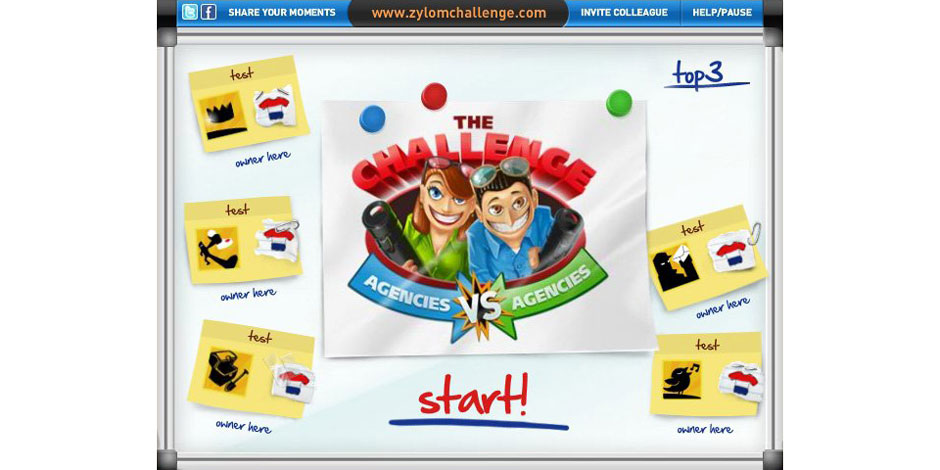 SHARE YOUR MOMENTS
www.zylomchallenge.com
INVITE COLLEAGUE
HELP/PAUSE
top3
test
owner here
test
owner here
test
owner here
THE
CHALLENGE
AGENCIES VS AGENCIES
start!
test
owner here
test
owner here